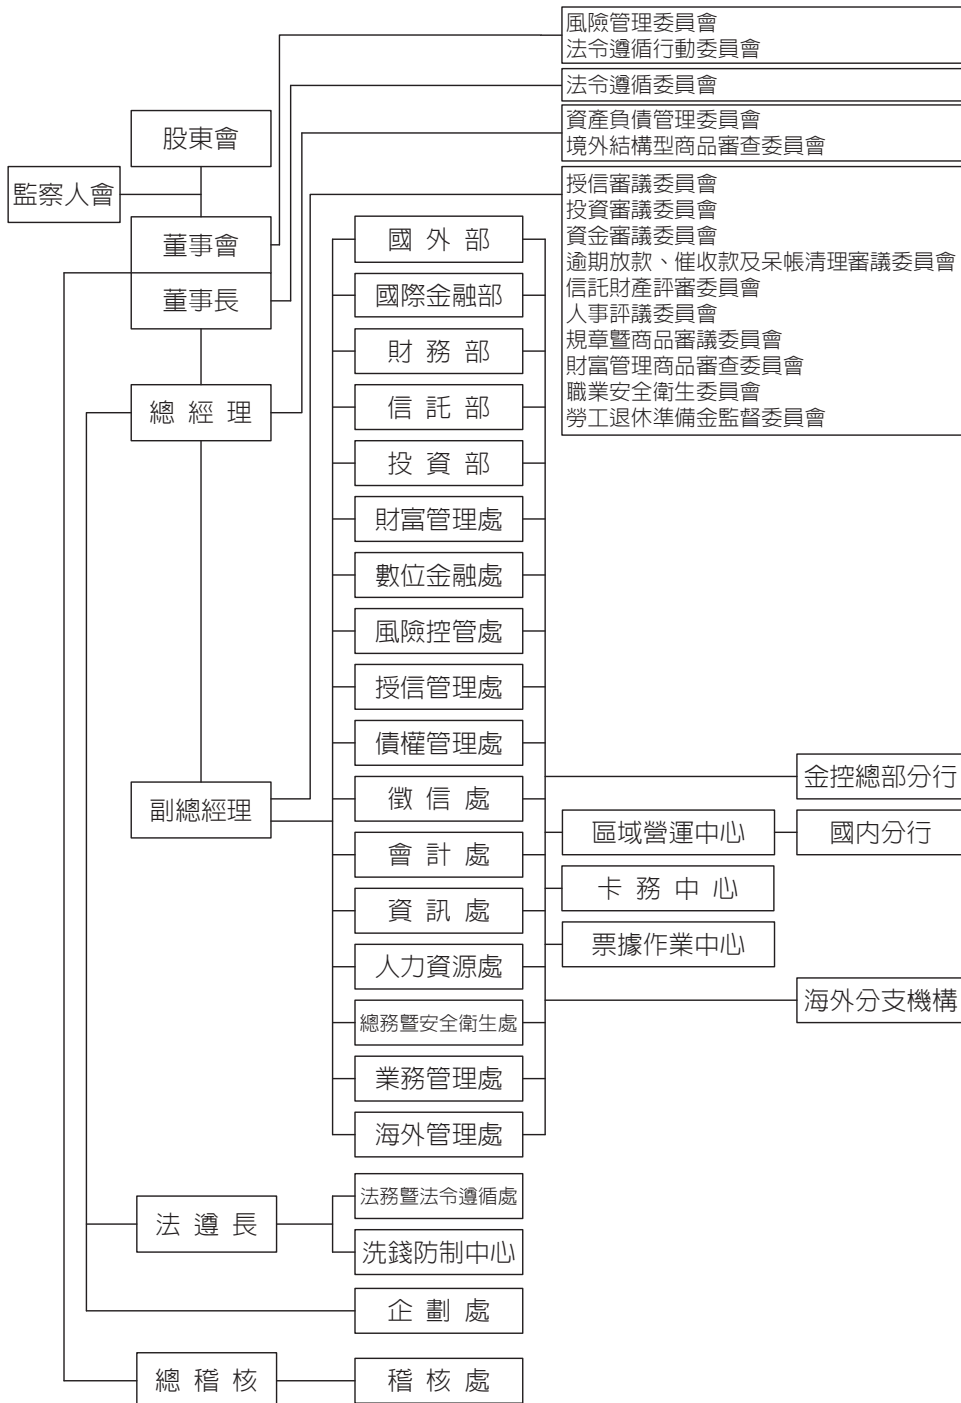 風險管理委員會
法令遵循行動委員會
法令遵循委員會
資產負債管理委員會
境外結構型商品審查委員會
授信審議委員會
投資審議委員會
資金審議委員會
逾期放款、催收款及呆帳清理審議委員會
信託財產評審委員會
人事評議委員會
規章暨商品審議委員會
財富管理商品審查委員會
職業安全衛生委員會
勞工退休準備金監督委員會
股東會
監察人會
董事會
董事長
總經理
副總經理
國外部
國際金融部
財務部
信託部
投資部
財富管理處
數位金融處
風險控管處
授信管理處
債權管理處
徵信處
會計處
資訊處
人力資源處
總務暨安全衛生處
業務管理處
海外管理處
金控總部分行
區域營運中心
國內分行
卡務中心
票據作業中心
海外分支機構
法遵長
法務暨法令遵循處
洗錢防制中心
企劃處
總稽核
稽核處